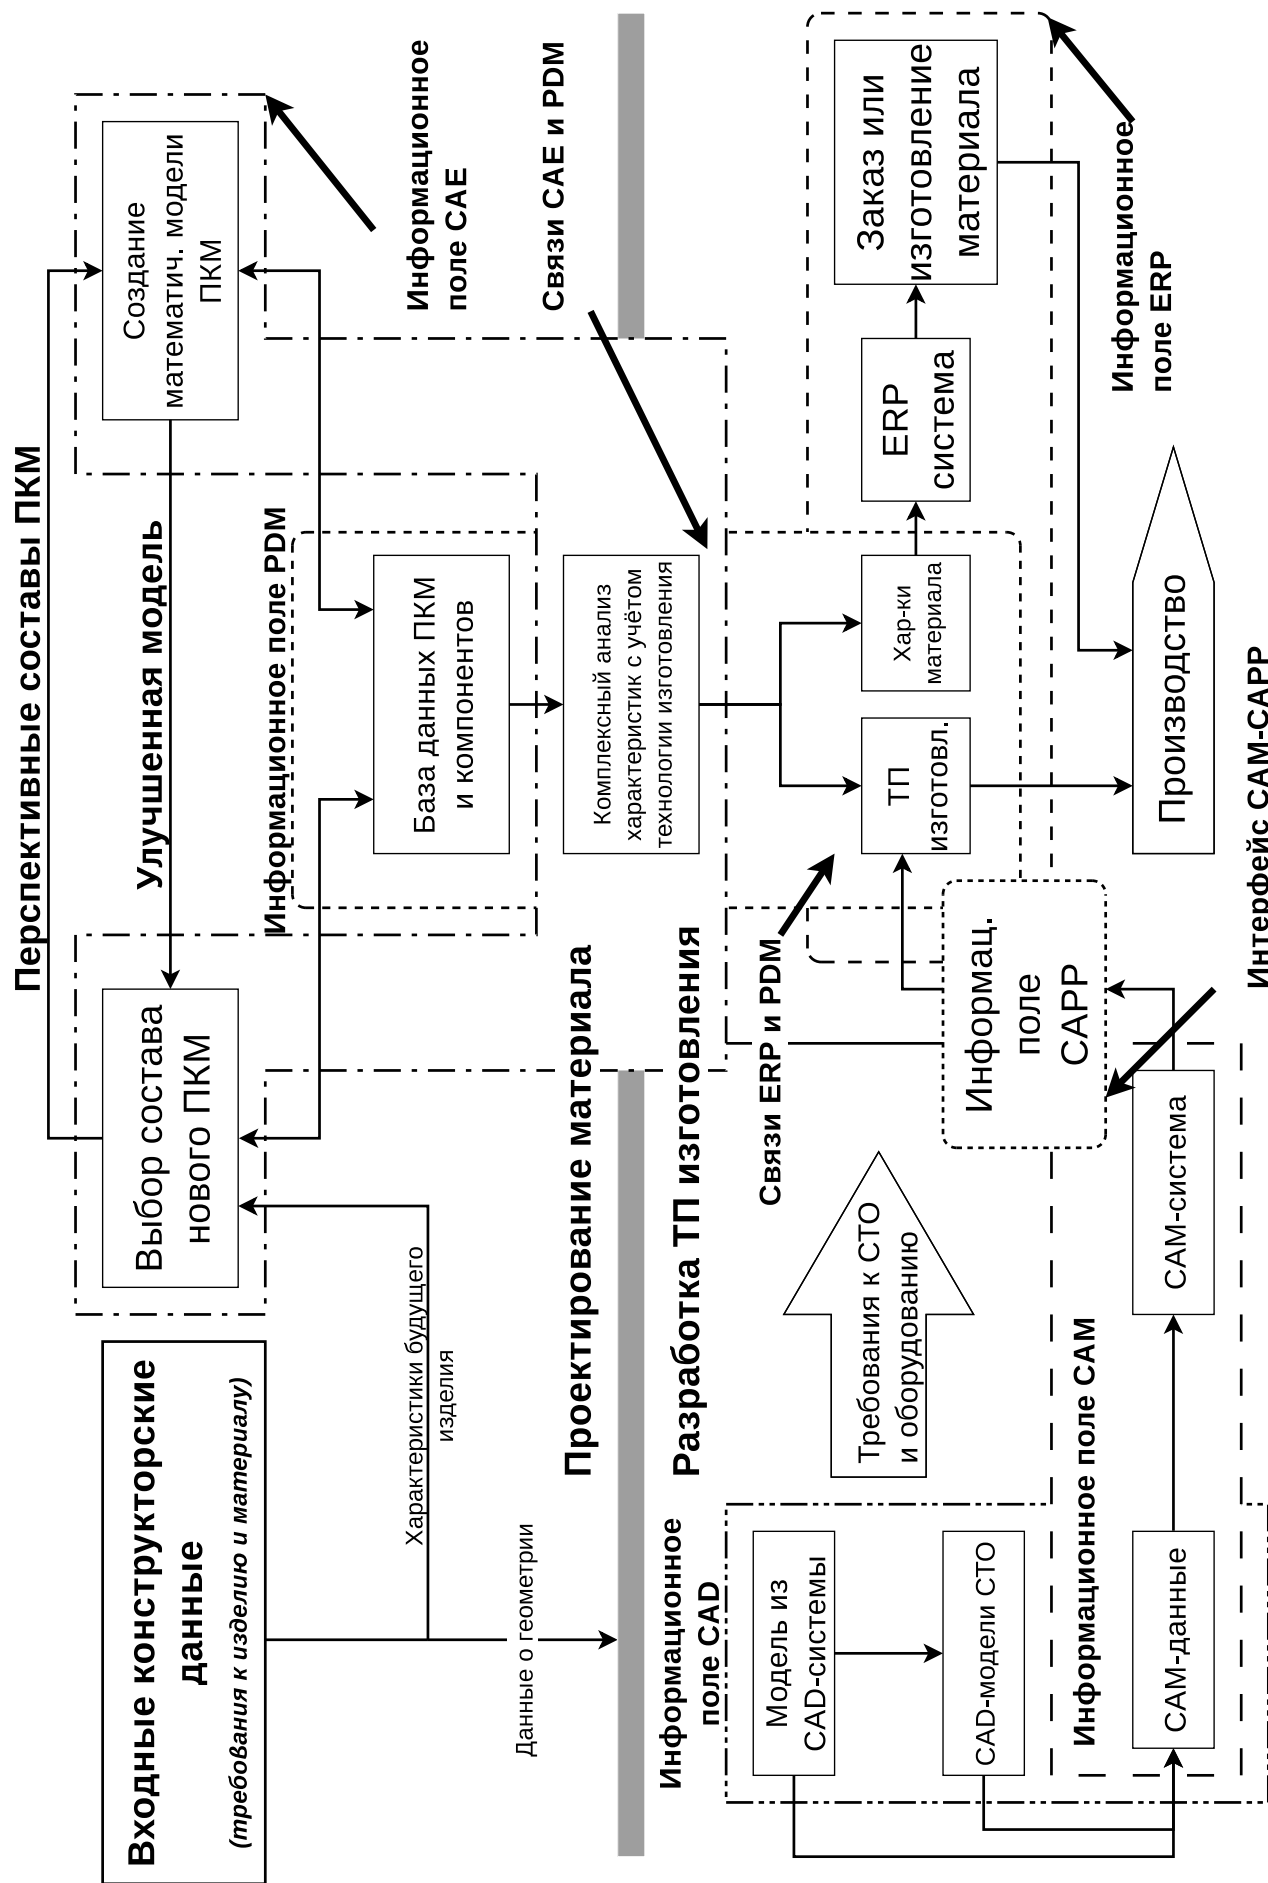 Перспективные составы ПКМ
Улучшенная модель
Входные конструкторские
данные
(требования к изделию и материалу)
Выбор состава
нового ПКМ
Создание
математич. модели
ПКМ
Информационное поле PDM
База данных ПКМ
и компонентов
Информационное
поле CAE
Характеристики будущего
изделия
Данные о геометрии
Связи CAE и PDM
Комплексный анализ
характеристик с учётом
технологии изготовления
Проектирование материала
Разработка ТП изготовления
Информационное
поле CAD
Модель из
CAD-системы
CAD-модели СТО
Требования к СТО
и оборудованию
Связи ERP и PDM
ТП
изготовл.
Хар-ки
материала
ERP
система
Заказ или
изготовление
материала
Информационное
поле ERP
Информац.
поле
CAPP
Информационное поле CAM
CAM-данные
CAM-система
Производство
Интерфейс CAM-CAPP